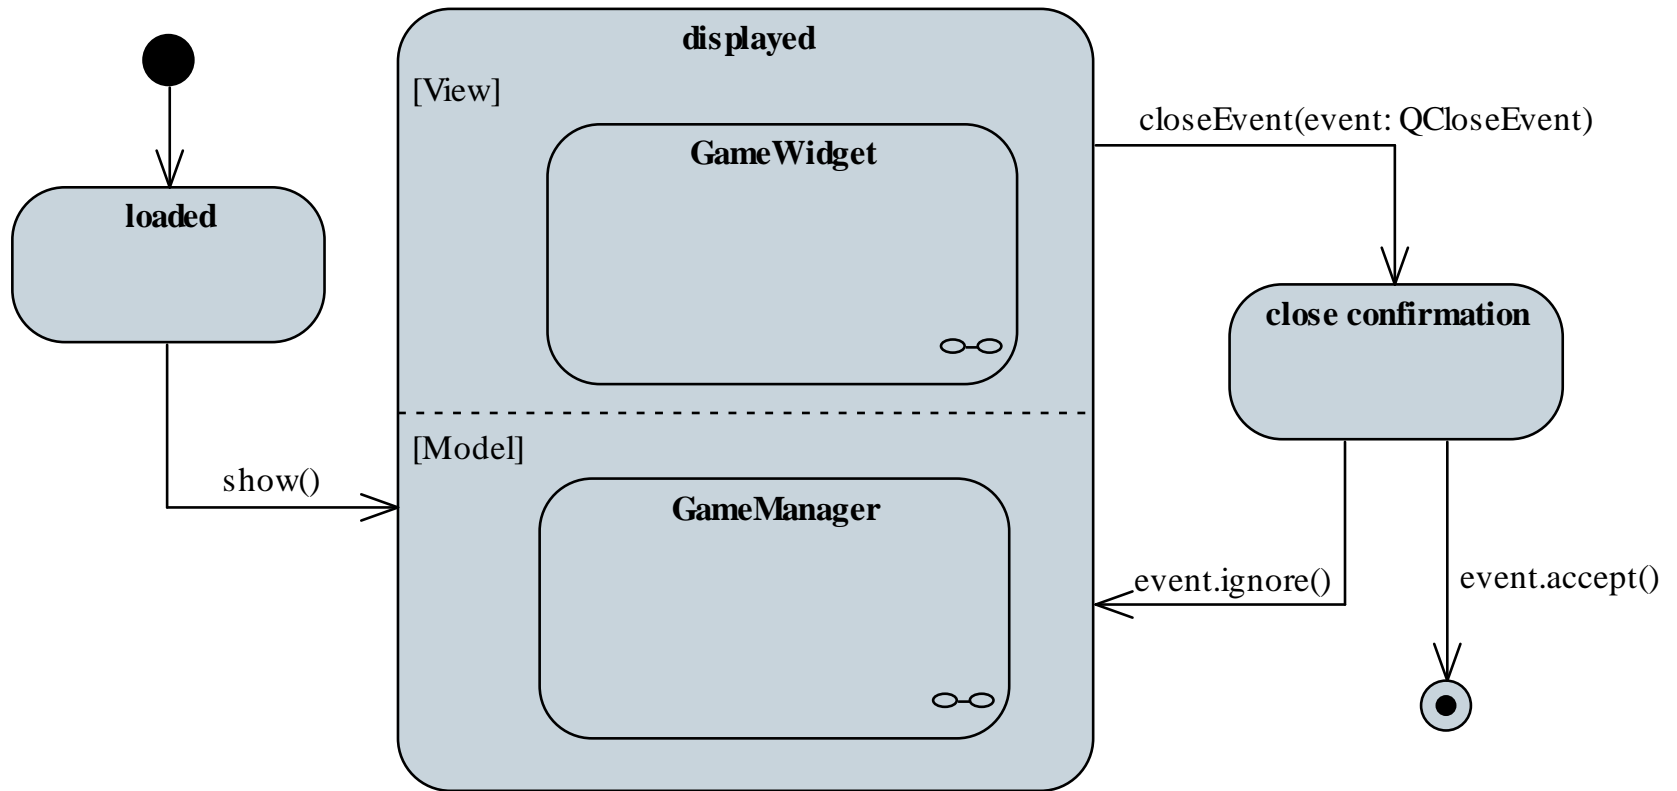 displayed
[View]
closeEvent(event: QCloseEvent)
GameWidget
loaded
close confirmation
[Model]
show()
GameManager
event.ignore()
event.accept()